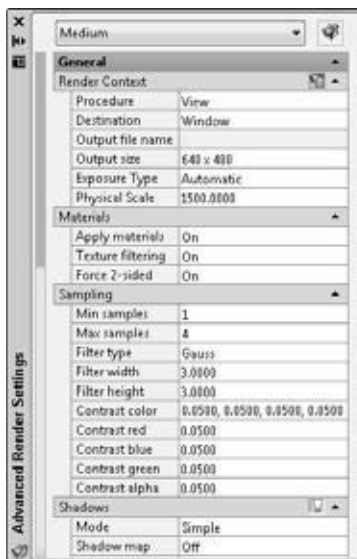 Medium
General
Render Context
Procedure View
Destination Window
Output file name
Output size 640 x 480
Exposure Type Automatic
Physical Scale 1500.0000
Materials
Apply materials On
Texture filtering On
Force 2-sided On
Sampling
Min samples 1
Max samples 4
Filter type Gauss
Filter width 3.0000
Filter height 3.0000
Contrast color 0.0500, 0.0500, 0.0500, 0.0500
Contrast red 0.0500
Contrast blue 0.0500
Contrast green 0.0500
Contrast alpha 0.0500
Shadows
Mode Simple
Shadow map Off
Advanced Render Settings